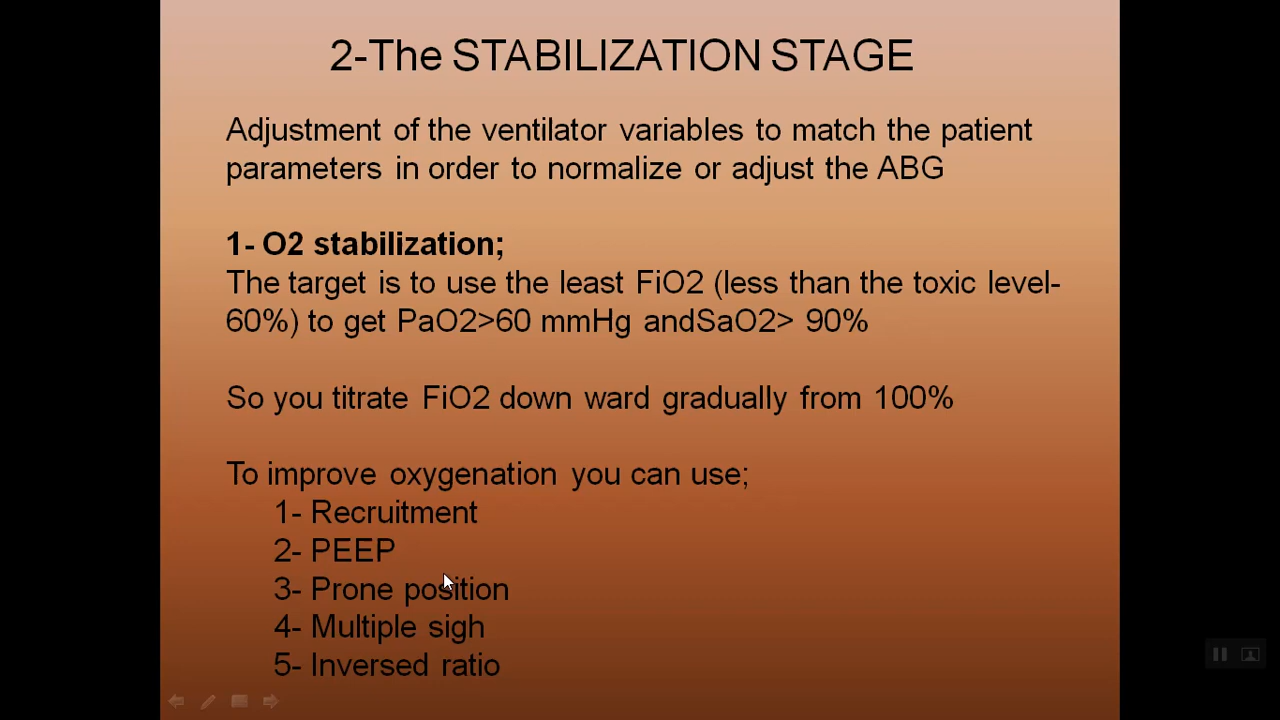 2-The STABILIZATION STAGE
Adjustment of the ventilator variables to match the patient
parameters in order to normalize or adjust the ABG
1- O2 stabilization;
The target is to use the least FiO2 (less than the toxic level-
60%) to get PaO2>60 mmHg andSaO2> 90%
So you titrate FiO2 down ward gradually from 100%
To improve oxygenation you can use;
1- Recruitment
2- PEEP
3- Prone position
4- Multiple sigh
5- Inversed ratio